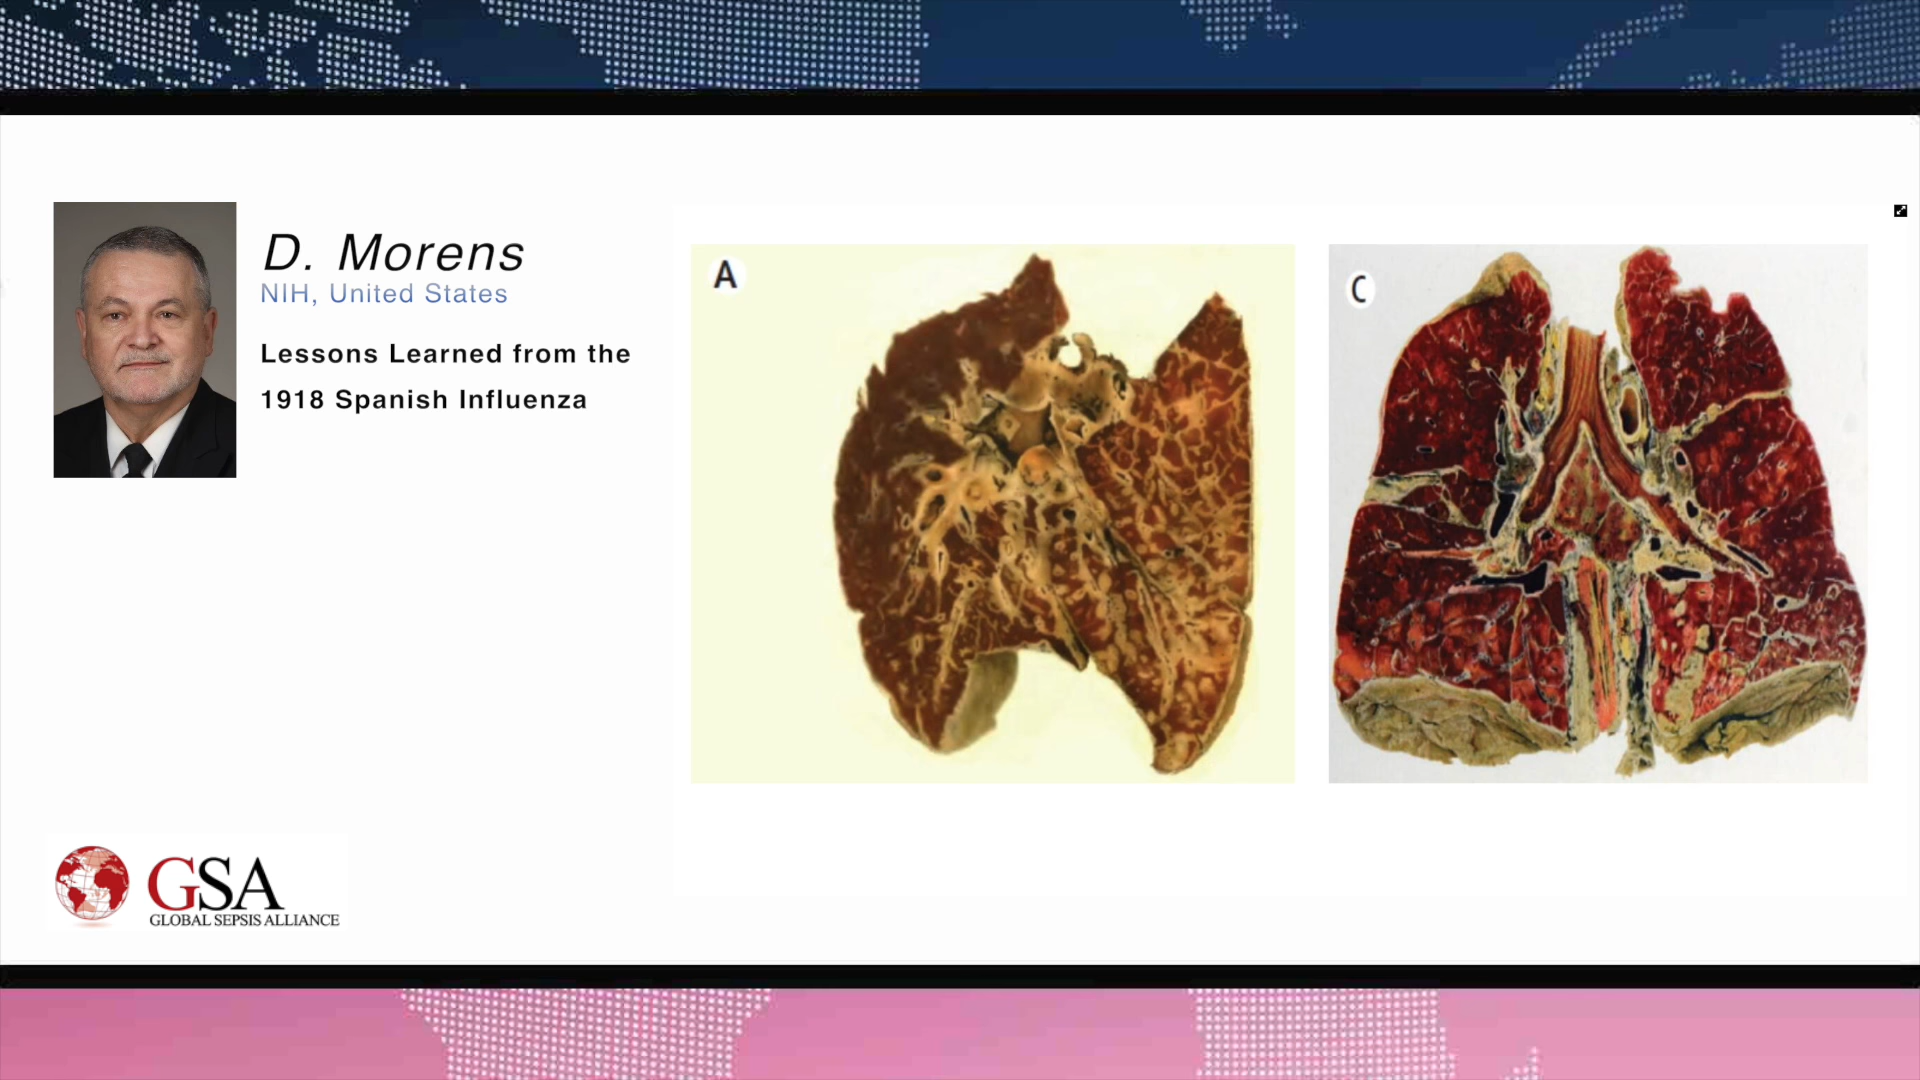 D. Morens
NIH, United States
Lessons Learned from the
1918 Spanish Influenza
A
C
GSA
GLOBAL SEPSIS ALLIANCE